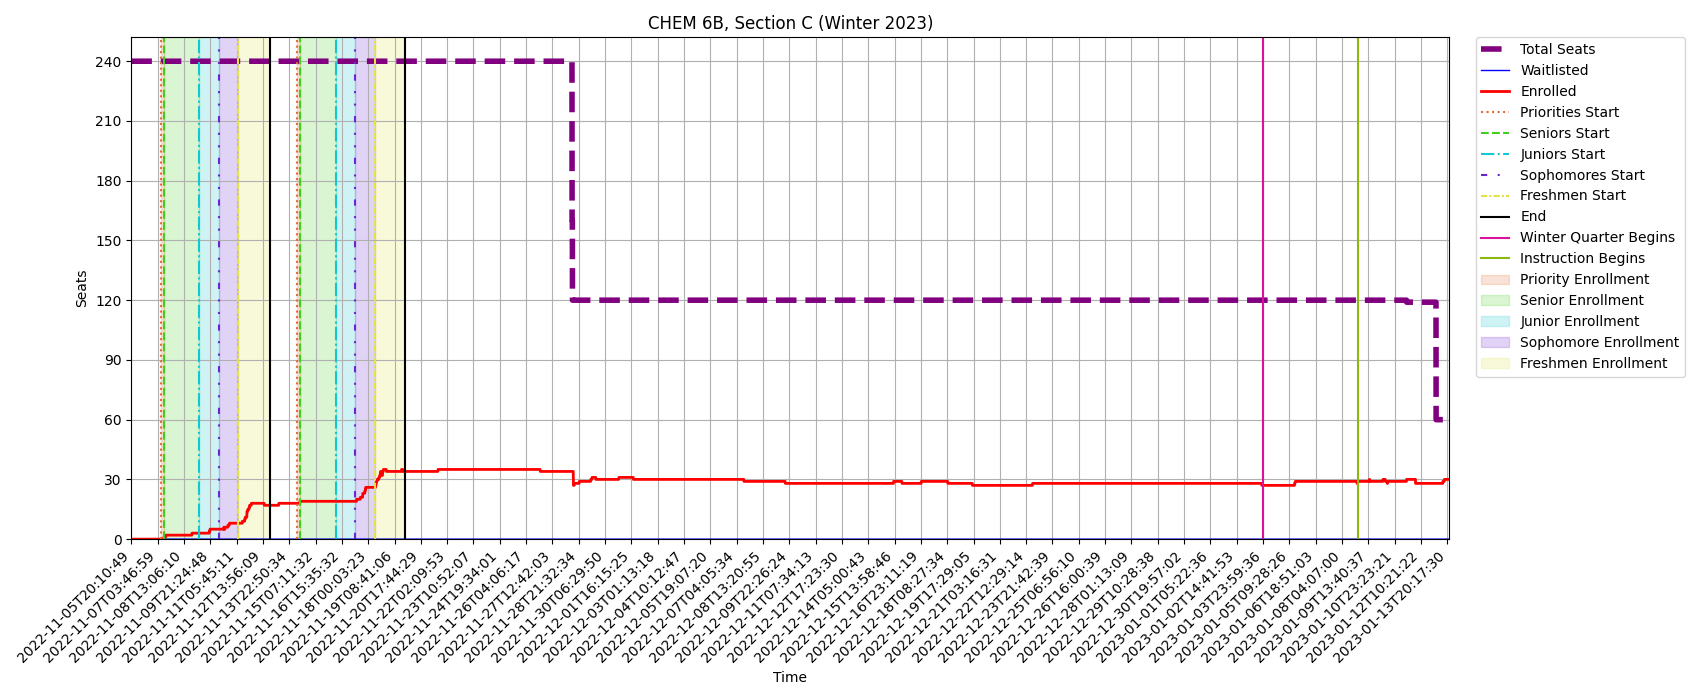 CHEM 6B, Section C (Winter 2023)
Seats
240
210
180
150
120
90
60
30
0
2022-11-05T20:10:49
2022-11-07T03:46:59
2022-11-08T13:06:10
2022-11-09T21:24:48
2022-11-11T05:45:11
2022-11-12T13:56:09
2022-11-13T22:50:34
2022-11-15T07:11:32
2022-11-16T15:35:32
2022-11-18T00:03:23
2022-11-19T08:41:06
2022-11-20T17:44:29
2022-11-22T02:09:53
2022-11-23T10:52:07
2022-11-24T19:34:01
2022-11-26T04:06:17
2022-11-27T12:42:03
2022-11-28T21:32:34
2022-11-30T06:29:50
2022-12-01T16:15:25
2022-12-03T01:13:18
2022-12-04T10:12:47
2022-12-05T19:07:20
2022-12-07T04:05:34
2022-12-08T13:20:55
2022-12-09T22:26:24
2022-12-11T07:34:13
2022-12-12T17:23:30
2022-12-14T05:00:43
2022-12-15T13:58:46
2022-12-16T23:11:19
2022-12-18T08:27:34
2022-12-19T17:29:05
2022-12-21T03:16:31
2022-12-22T12:29:14
2022-12-23T21:42:39
2022-12-25T06:56:10
2022-12-26T16:00:39
2022-12-28T01:13:09
2022-12-29T10:28:38
2022-12-30T19:57:02
2023-01-01T05:22:36
2023-01-02T14:41:53
2023-01-03T23:59:36
2023-01-05T09:28:26
2023-01-06T18:51:03
2023-01-08T04:07:00
2023-01-09T13:40:37
2023-01-10T23:23:21
2023-01-12T10:21:22
2023-01-13T20:17:30
Time
Total Seats
Waitlisted
Enrolled
Priorities Start
Seniors Start
Juniors Start
Sophomores Start
Freshmen Start
End
Winter Quarter Begins
Instruction Begins
Priority Enrollment
Senior Enrollment
Junior Enrollment
Sophomore Enrollment
Freshmen Enrollment